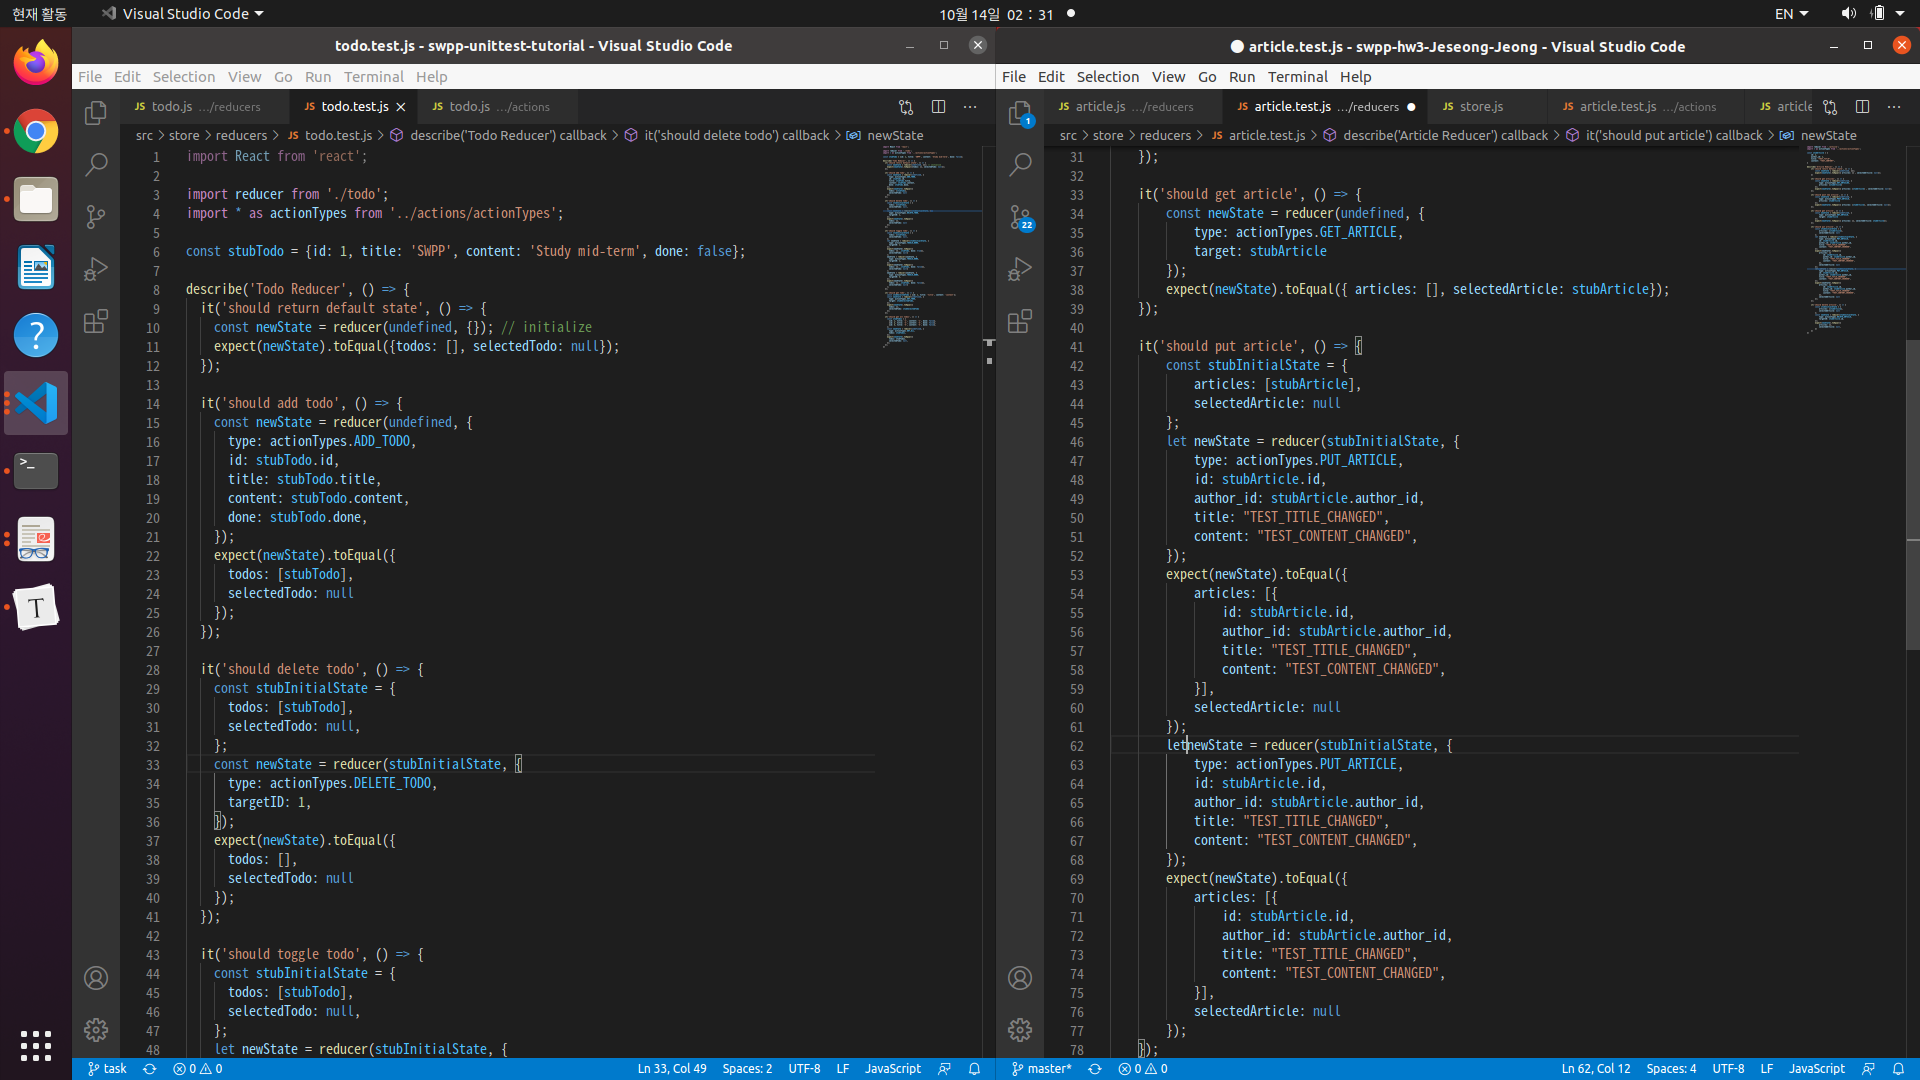 현재 활동
Visual Studio Code
10월 14일 02 : 31
EN
todo.test.js - swpp-unittest-tutorial - Visual Studio Code
File Edit Selection View Go Run Terminal Help
JS todo.js .../reducers
JS todo.test.js
JS todo.js .../actions
src > store > reducers > JS todo.test.js > describe('Todo Reducer') callback > it('should delete todo') callback > newState
1 import React from 'react';
2
3 import reducer from './todo';
4 import * as actionTypes from '../actions/actionTypes';
5
6 const stubTodo = {id: 1, title: 'SWPP', content: 'Study mid-term', done: false};
7
8 describe('Todo Reducer', () => {
9 it('should return default state', () => {
10 const newState = reducer(undefined, {}); // initialize
11 expect(newState).toEqual({todos: [], selectedTodo: null});
12 });
13
14 it('should add todo', () => {
15 const newState = reducer(undefined, {
16 type: actionTypes.ADD_TODO,
17 id: stubTodo.id,
18 title: stubTodo.title,
19 content: stubTodo.content,
20 done: stubTodo.done,
21 });
22 expect(newState).toEqual({
23 todos: [stubTodo],
24 selectedTodo: null
25 });
26 });
27
28 it('should delete todo', () => {
29 const stubInitialState = {
30 todos: [stubTodo],
31 selectedTodo: null,
32 };
33 const newState = reducer(stubInitialState, {
34 type: actionTypes.DELETE_TODO,
35 targetID: 1,
36 });
37 expect(newState).toEqual({
38 todos: [],
39 selectedTodo: null
40 });
41 });
42
43 it('should toggle todo', () => {
44 const stubInitialState = {
45 todos: [stubTodo],
46 selectedTodo: null,
47 };
48 let newState = reducer(stubInitialState, {
task
0 0
Ln 33, Col 49
Spaces: 2
UTF-8
LF
JavaScript
● article.test.js - swpp-hw3-Jeseong-Jeong - Visual Studio Code
File Edit Selection View Go Run Terminal Help
JS article.js .../reducers
JS article.test.js .../reducers ●
JS store.js
JS article.test.js .../actions
JS article
1
22
src > store > reducers > JS article.test.js > describe('Article Reducer') callback > it('should put article') callback > newState
31 });
32
33 it('should get article', () => {
34 const newState = reducer(undefined, {
35 type: actionTypes.GET_ARTICLE,
36 target: stubArticle
37 });
38 expect(newState).toEqual({ articles: [], selectedArticle: stubArticle});
39 });
40
41 it('should put article', () => {
42 const stubInitialState = {
43 articles: [stubArticle],
44 selectedArticle: null
45 };
46 let newState = reducer(stubInitialState, {
47 type: actionTypes.PUT_ARTICLE,
48 id: stubArticle.id,
49 author_id: stubArticle.author_id,
50 title: "TEST_TITLE_CHANGED",
51 content: "TEST_CONTENT_CHANGED",
52 });
53 expect(newState).toEqual({
54 articles: [{
55 id: stubArticle.id,
56 author_id: stubArticle.author_id,
57 title: "TEST_TITLE_CHANGED",
58 content: "TEST_CONTENT_CHANGED",
59 }],
60 selectedArticle: null
61 });
62 letnewState = reducer(stubInitialState, {
63 type: actionTypes.PUT_ARTICLE,
64 id: stubArticle.id,
65 author_id: stubArticle.author_id,
66 title: "TEST_TITLE_CHANGED",
67 content: "TEST_CONTENT_CHANGED",
68 });
69 expect(newState).toEqual({
70 articles: [{
71 id: stubArticle.id,
72 author_id: stubArticle.author_id,
73 title: "TEST_TITLE_CHANGED",
74 content: "TEST_CONTENT_CHANGED",
75 }],
76 selectedArticle: null
77 });
78 });
master*
0 0
Ln 62, Col 12
Spaces: 4
UTF-8
LF
JavaScript